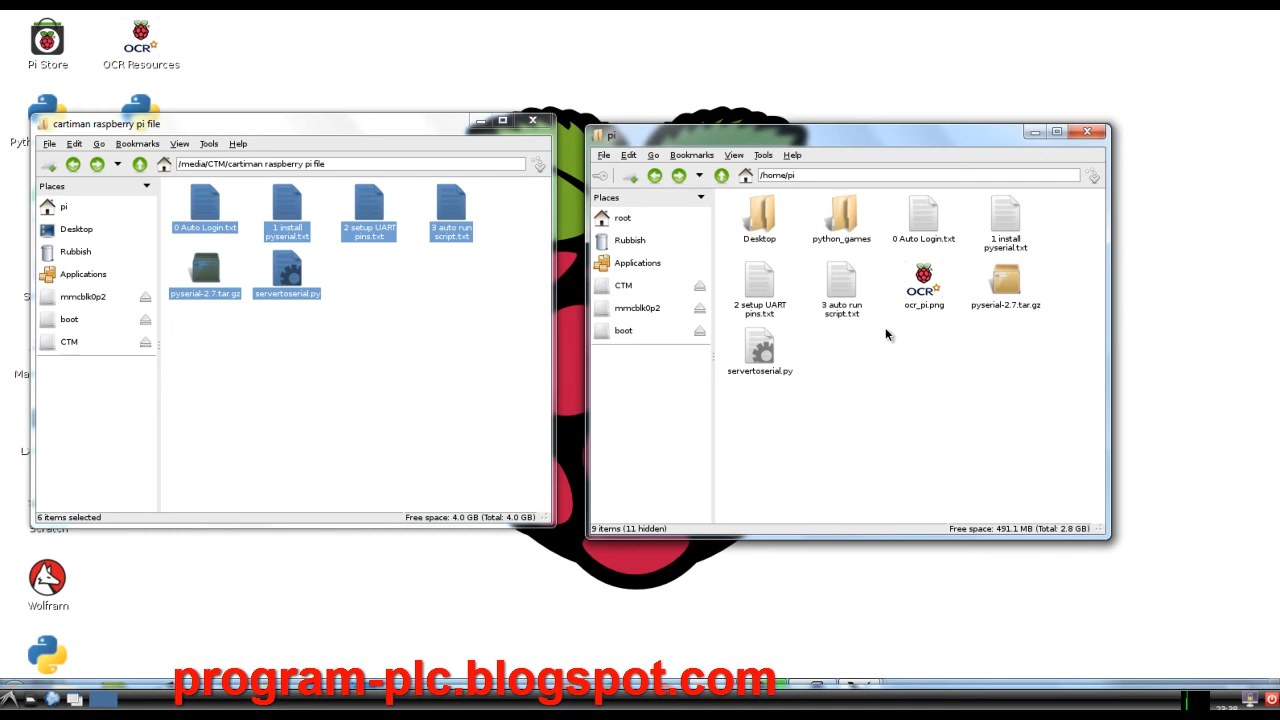 Pi Store
OCR
OCR Resources
cartiman raspberry pi file
File Edit Go Bookmarks View Tools Help
/media/CTM/cartiman raspberry pi file
Places
pi
Desktop
Rubbish
Applications
mmcblk0p2
boot
CTM
0 Auto Login.txt
1 install
pyserial.txt
2 setup UART
pins.txt
3 auto run
script.txt
pyserial-2.7.tar.gz
servertoserial.py
6 items selected
Free space: 4.0 GB (Total: 4.0 GB)
pi
File Edit Go Bookmarks View Tools Help
/home/pi
Places
root
Rubbish
Applications
CTM
mmcblk0p2
boot
Desktop
python_games
0 Auto Login.txt
1 install
pyserial.txt
2 setup UART
pins.txt
3 auto run
script.txt
OCR
ocr_pi.png
pyserial-2.7.tar.gz
servertoserial.py
9 items (11 hidden)
Free space: 491.1 MB (Total: 2.8 GB)
Scratch
Wolfram
program-plc.blogspot.com